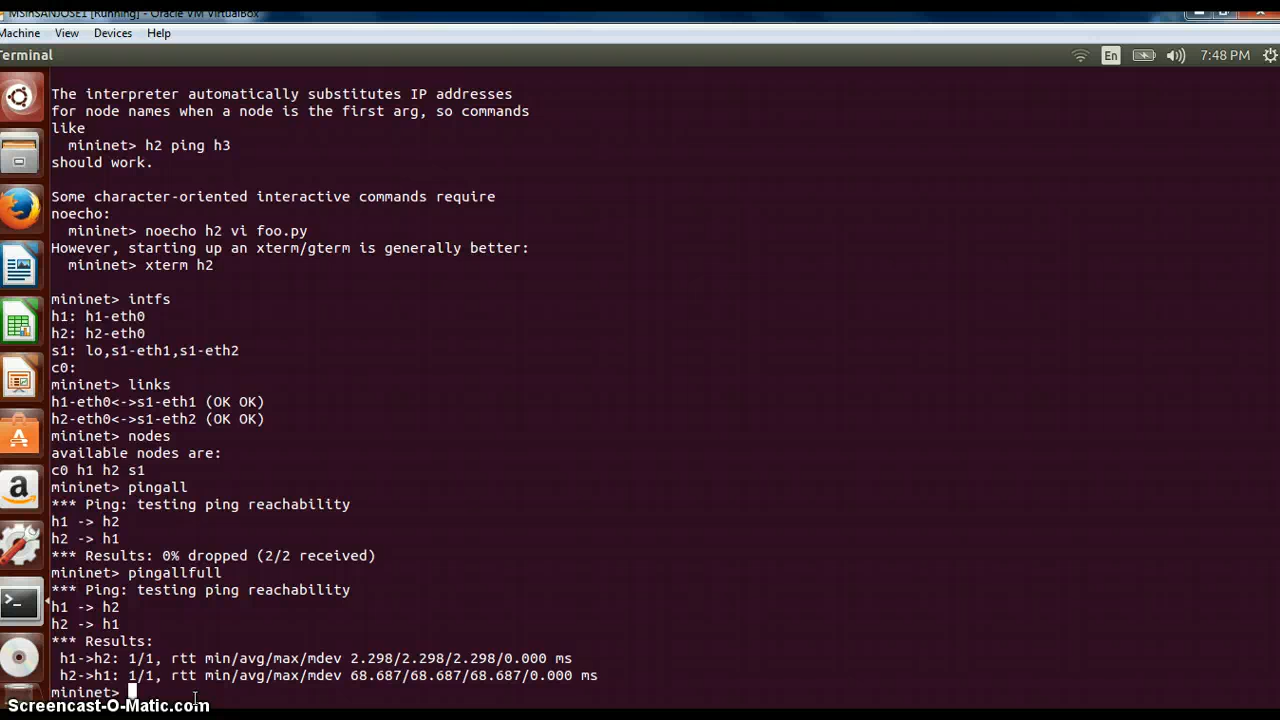 MSinSANJOSE1 [Running] - Oracle VM VirtualBox
Machine View Devices Help
Terminal En 7:48 PM
The interpreter automatically substitutes IP addresses
for node names when a node is the first arg, so commands
like
mininet> h2 ping h3
should work.
Some character-oriented interactive commands require
noecho:
mininet> noecho h2 vi foo.py
However, starting up an xterm/gterm is generally better:
mininet> xterm h2
mininet> intfs
h1: h1-eth0
h2: h2-eth0
s1: lo,s1-eth1,s1-eth2
c0:
mininet> links
h1-eth0<->s1-eth1 (OK OK)
h2-eth0<->s1-eth2 (OK OK)
mininet> nodes
available nodes are:
c0 h1 h2 s1
mininet> pingall
*** Ping: testing ping reachability
h1 -> h2
h2 -> h1
*** Results: 0% dropped (2/2 received)
mininet> pingallfull
*** Ping: testing ping reachability
h1 -> h2
h2 -> h1
*** Results:
h1->h2: 1/1, rtt min/avg/max/mdev 2.298/2.298/2.298/0.000 ms
h2->h1: 1/1, rtt min/avg/max/mdev 68.687/68.687/68.687/0.000 ms
mininet>
Screencast-O-Matic.com